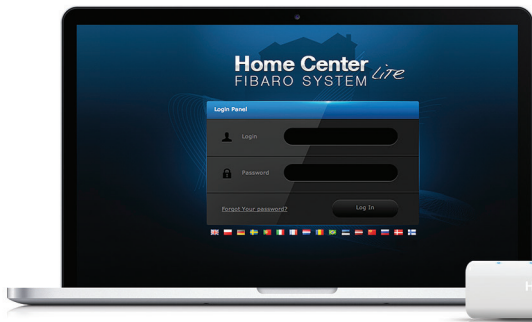 Home Center
Lite
FIBARO SYSTEM
Login Panel
Login
Password
Forgot Your password?
Log In
H